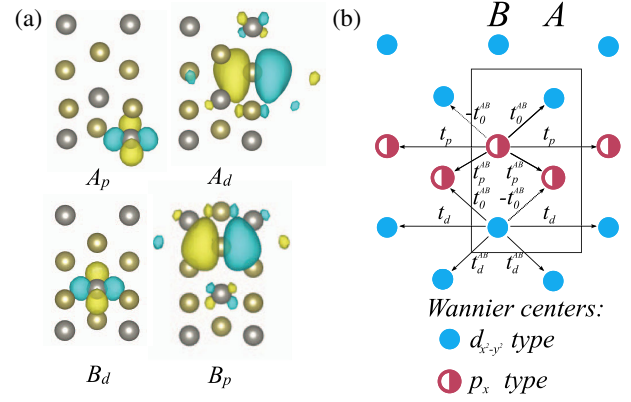 (a)
A_p
A_d
B_d
B_p
(b)
B A
-t_0^{AB} t_0^{AB}
t_p t_p
t_p^{AB} t_p^{AB}
t_0^{AB} -t_0^{AB}
t_d t_d
t_d^{AB} t_d^{AB}
Wannier centers:
d_{x²-y²} type
p_x type